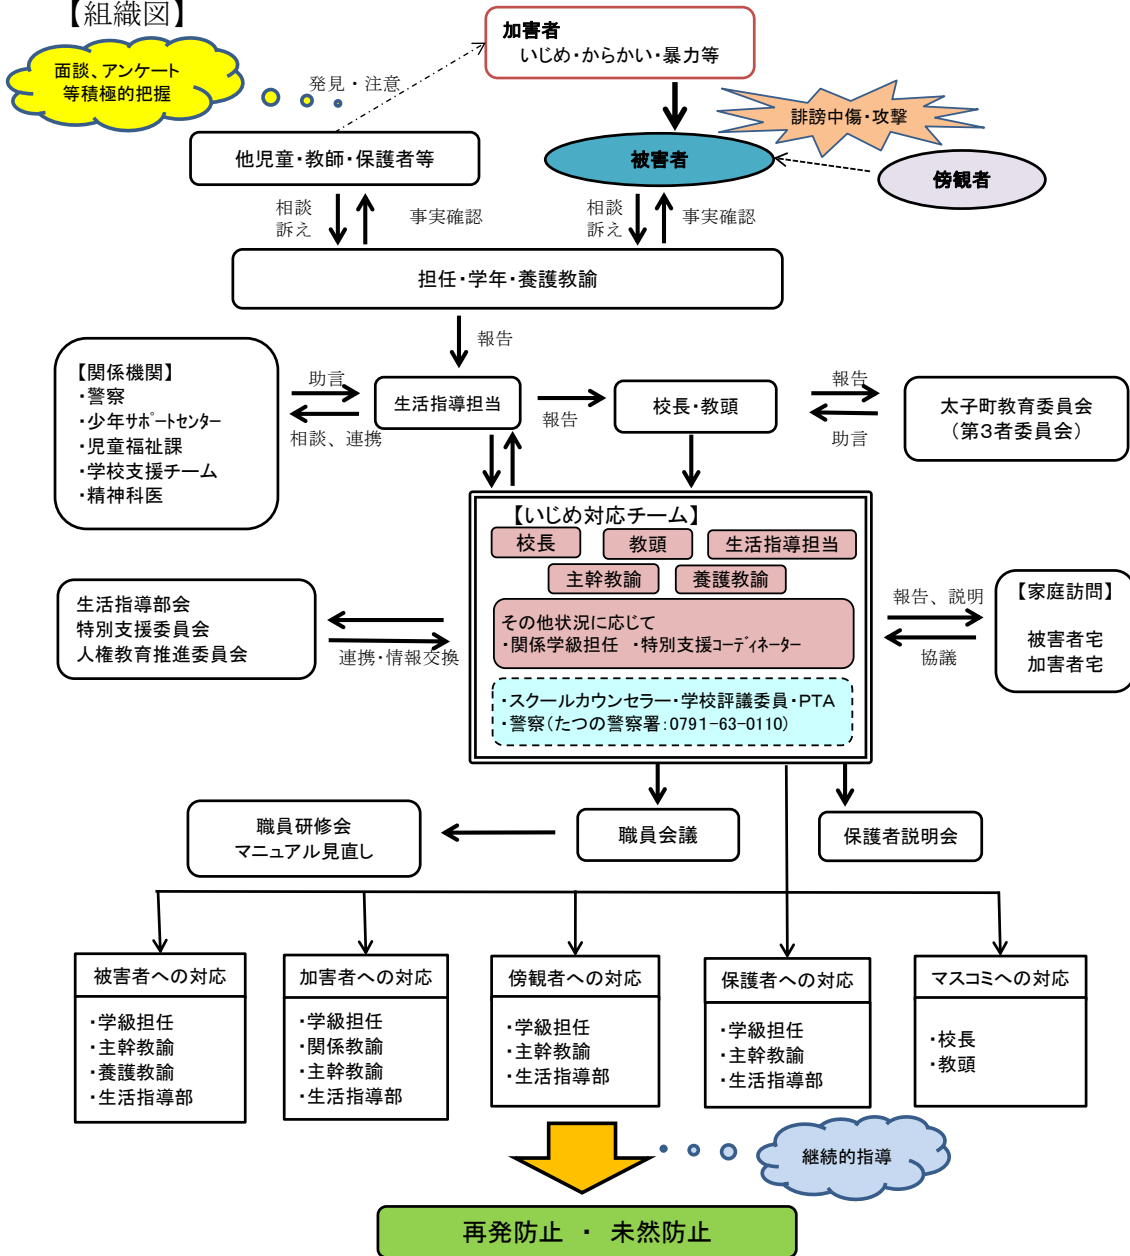 【組織図】
加害者
いじめ・からかい・暴力等
面談、アンケート
等積極的把握
発見・注意
誹謗中傷・攻撃
他児童・教師・保護者等
被害者
傍観者
相談
訴え
事実確認
相談
訴え
事実確認
担任・学年・養護教諭
報告
【関係機関】
・警察
・少年サポートセンター
・児童福祉課
・学校支援チーム
・精神科医
助言
相談、連携
生活指導担当
報告
校長・教頭
報告
助言
太子町教育委員会
（第3者委員会）
【いじめ対応チーム】
校長
教頭
生活指導担当
主幹教諭
養護教諭
その他状況に応じて
・関係学級担任 ・特別支援コーディネーター
・スクールカウンセラー・学校評議委員・PTA
・警察（たつの警察署：0791-63-0110）
生活指導部会
特別支援委員会
人権教育推進委員会
連携・情報交換
報告、説明
協議
【家庭訪問】
被害者宅
加害者宅
職員研修会
マニュアル見直し
職員会議
保護者説明会
被害者への対応
・学級担任
・主幹教諭
・養護教諭
・生活指導部
加害者への対応
・学級担任
・関係教諭
・主幹教諭
・生活指導部
傍観者への対応
・学級担任
・主幹教諭
・生活指導部
保護者への対応
・学級担任
・主幹教諭
・生活指導部
マスコミへの対応
・校長
・教頭
継続的指導
再発防止 ・ 未然防止